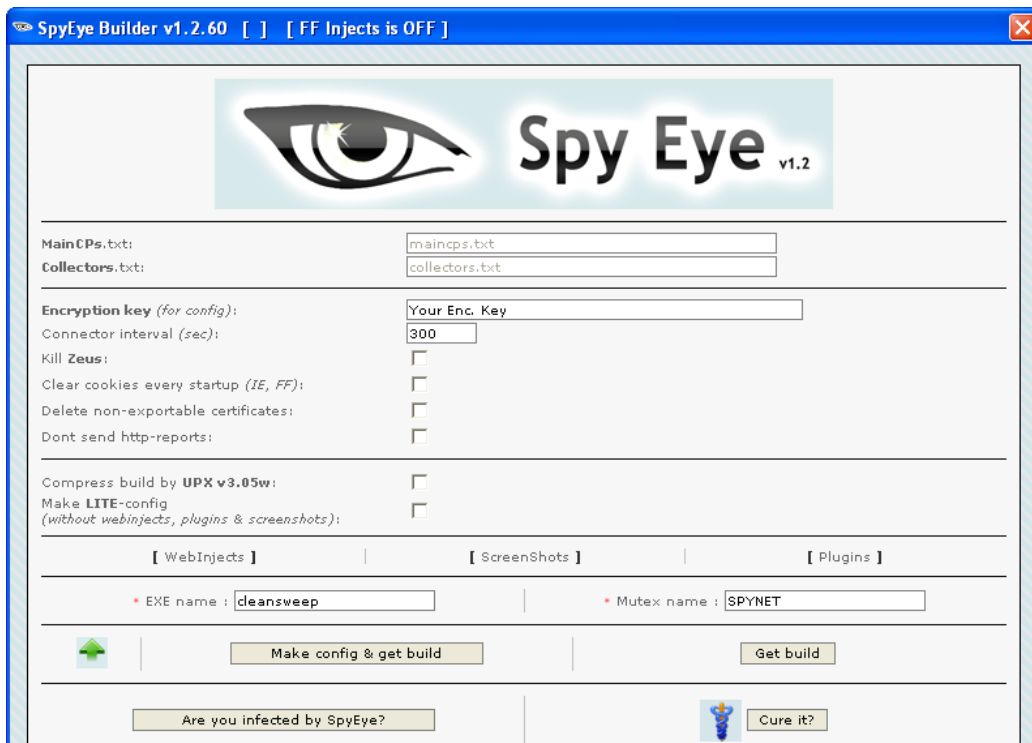 SpyEye Builder v1.2.60 [ ] [ FF Injects is OFF ]
Spy Eye v1.2
MainCPs.txt: maincps.txt
Collectors.txt: collectors.txt
Encryption key (for config): Your Enc. Key
Connector interval (sec): 300
Kill Zeus:
Clear cookies every startup (IE, FF):
Delete non-exportable certificates:
Dont send http-reports:
Compress build by UPX v3.05w:
Make LITE-config
(without webinjects, plugins & screenshots):
[ WebInjects ] [ ScreenShots ] [ Plugins ]
* EXE name : cleansweep * Mutex name : SPYNET
Make config & get build Get build
Are you infected by SpyEye? Cure it?